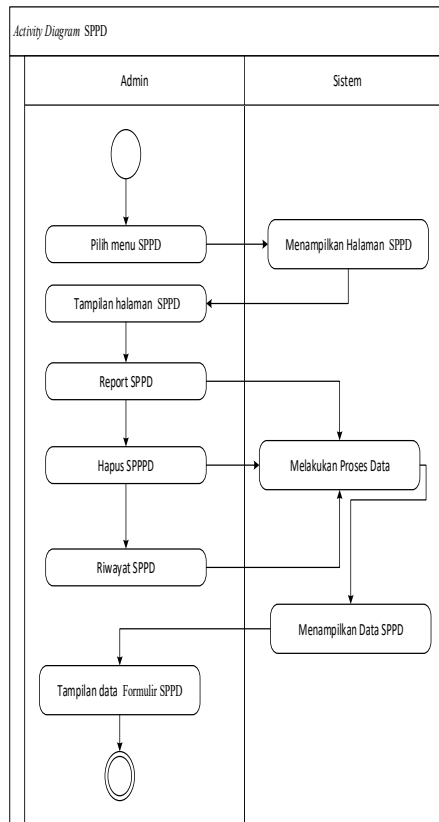 Activity Diagram SPPD
Admin
Sistem
Pilih menu SPPD
Menampilkan Halaman SPPD
Tampilan halaman SPPD
Report SPPD
Hapus SPPPD
Melakukan Proses Data
Riwayat SPPD
Menampilkan Data SPPD
Tampilan data Formulir SPPD